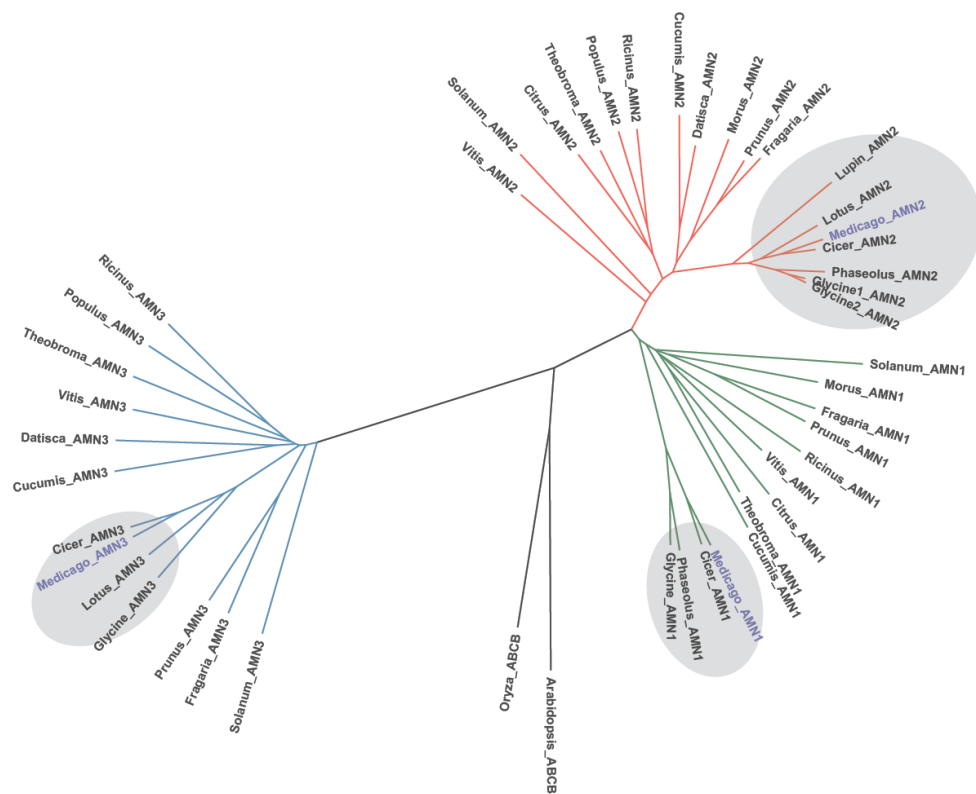 Solanum_AMN2
Vitis_AMN2
Citrus_AMN2
Theobroma_AMN2
Populus_AMN2
Ricinus_AMN2
Cucumis_AMN2
Datisca_AMN2
Morus_AMN2
Prunus_AMN2
Fragaria_AMN2
Lupin_AMN2
Lotus_AMN2
Medicago_AMN2
Cicer_AMN2
Phaseolus_AMN2
Glycine1_AMN2
Glycine2_AMN2
Solanum_AMN1
Morus_AMN1
Fragaria_AMN1
Prunus_AMN1
Ricinus_AMN1
Vitis_AMN1
Citrus_AMN1
Theobroma_AMN1
Cucumis_AMN1
Medicago_AMN1
Cicer_AMN1
Phaseolus_AMN1
Glycine_AMN1
Arabidopsis_ABCB
Oryza_ABCB
Solanum_AMN3
Fragaria_AMN3
Prunus_AMN3
Glycine_AMN3
Lotus_AMN3
Medicago_AMN3
Cicer_AMN3
Cucumis_AMN3
Datisca_AMN3
Vitis_AMN3
Theobroma_AMN3
Populus_AMN3
Ricinus_AMN3